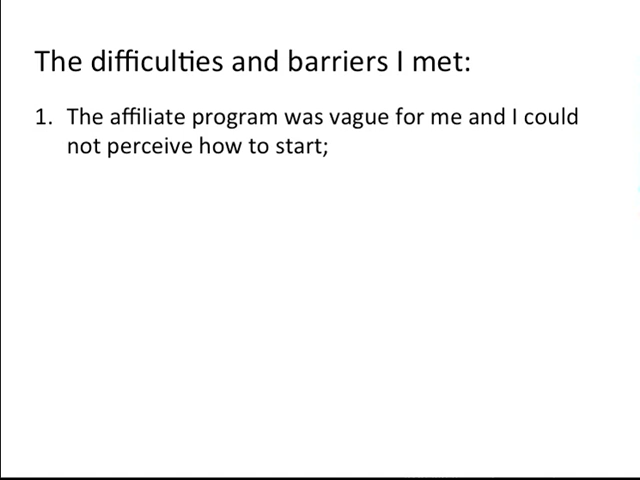 The difficulties and barriers I met:
1. The affiliate program was vague for me and I could
not perceive how to start;